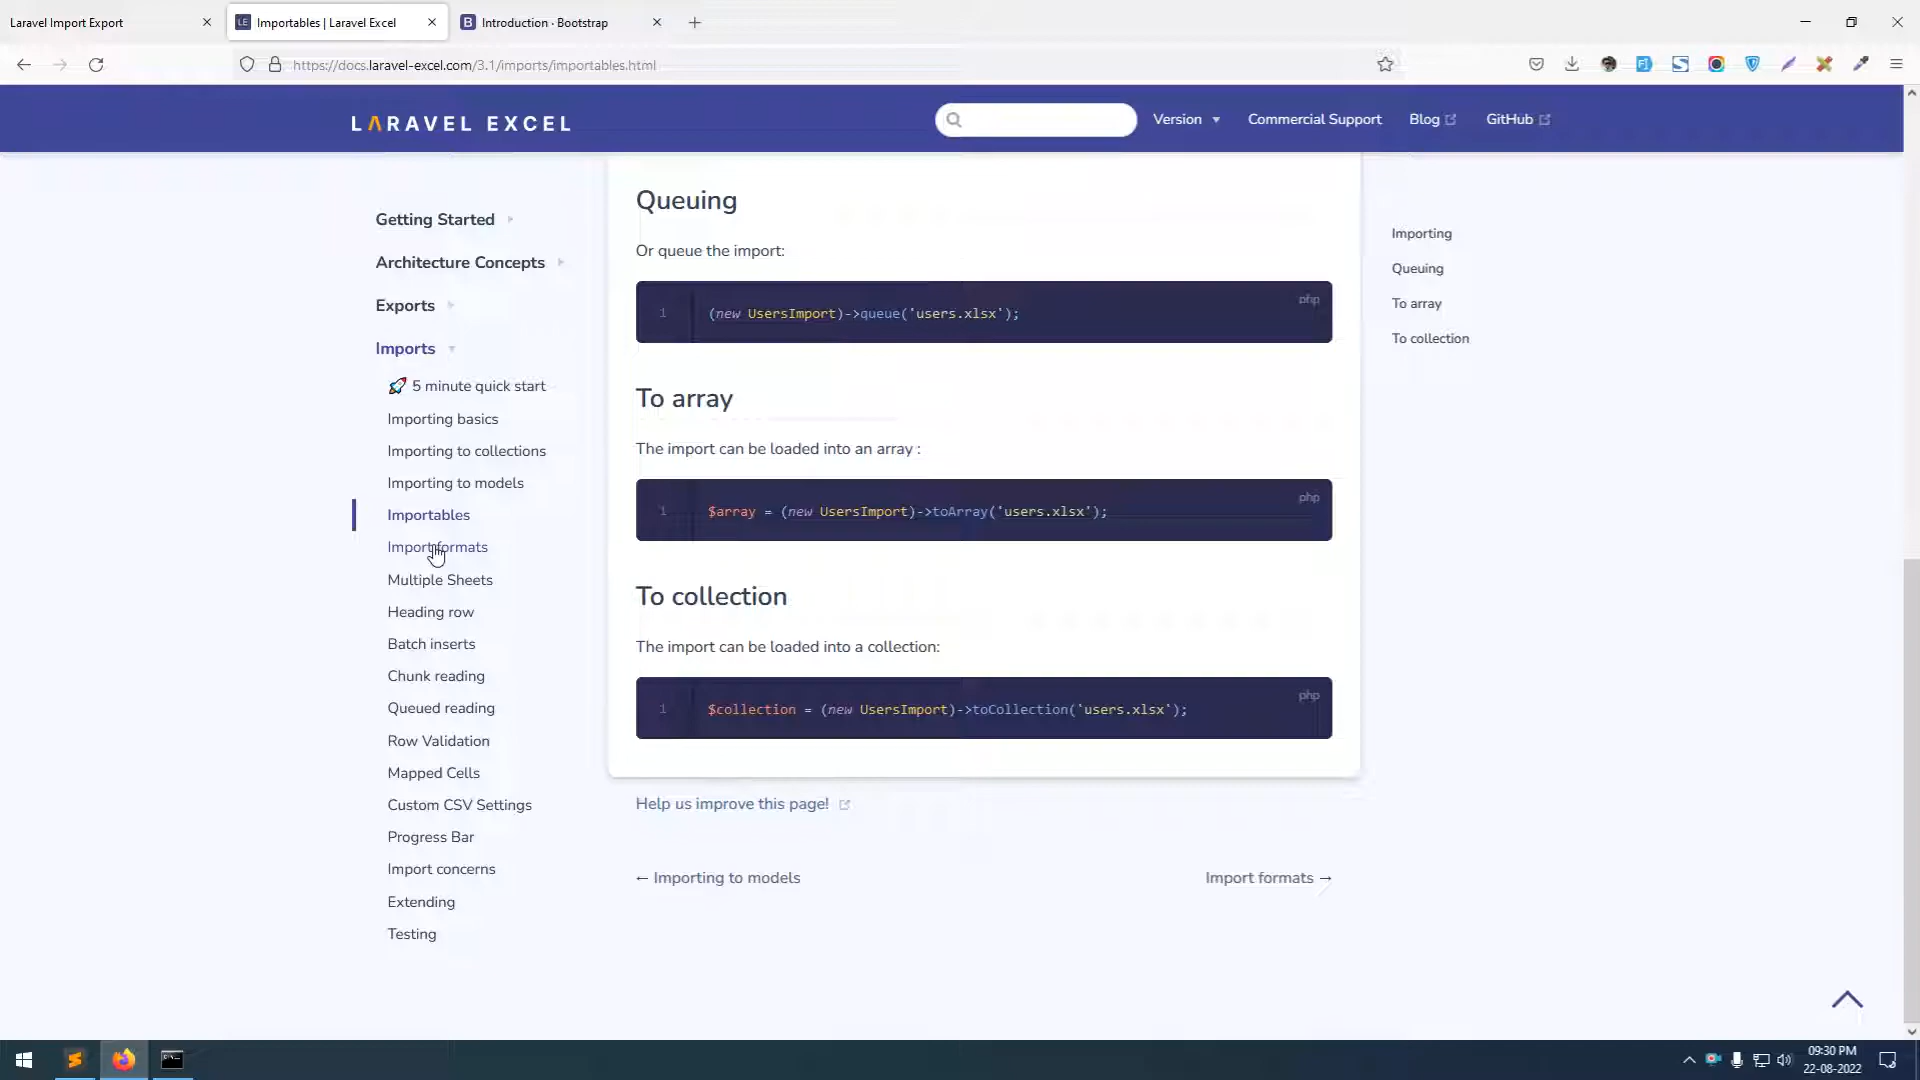 Laravel Import Export
LE Importables | Laravel Excel
B Introduction · Bootstrap
https://docs.laravel-excel.com/3.1/imports/importables.html
LARAVEL EXCEL
Version
Commercial Support
Blog
GitHub
Getting Started
Architecture Concepts
Exports
Imports
🚀 5 minute quick start
Importing basics
Importing to collections
Importing to models
Importables
Import formats
Multiple Sheets
Heading row
Batch inserts
Chunk reading
Queued reading
Row Validation
Mapped Cells
Custom CSV Settings
Progress Bar
Import concerns
Extending
Testing
Queuing
Or queue the import:
php
1 (new UsersImport)->queue('users.xlsx');
To array
The import can be loaded into an array :
php
1 $array = (new UsersImport)->toArray('users.xlsx');
To collection
The import can be loaded into a collection:
php
1 $collection = (new UsersImport)->toCollection('users.xlsx');
Help us improve this page!
← Importing to models
Import formats →
Importing
Queuing
To array
To collection
09:30 PM
22-08-2022